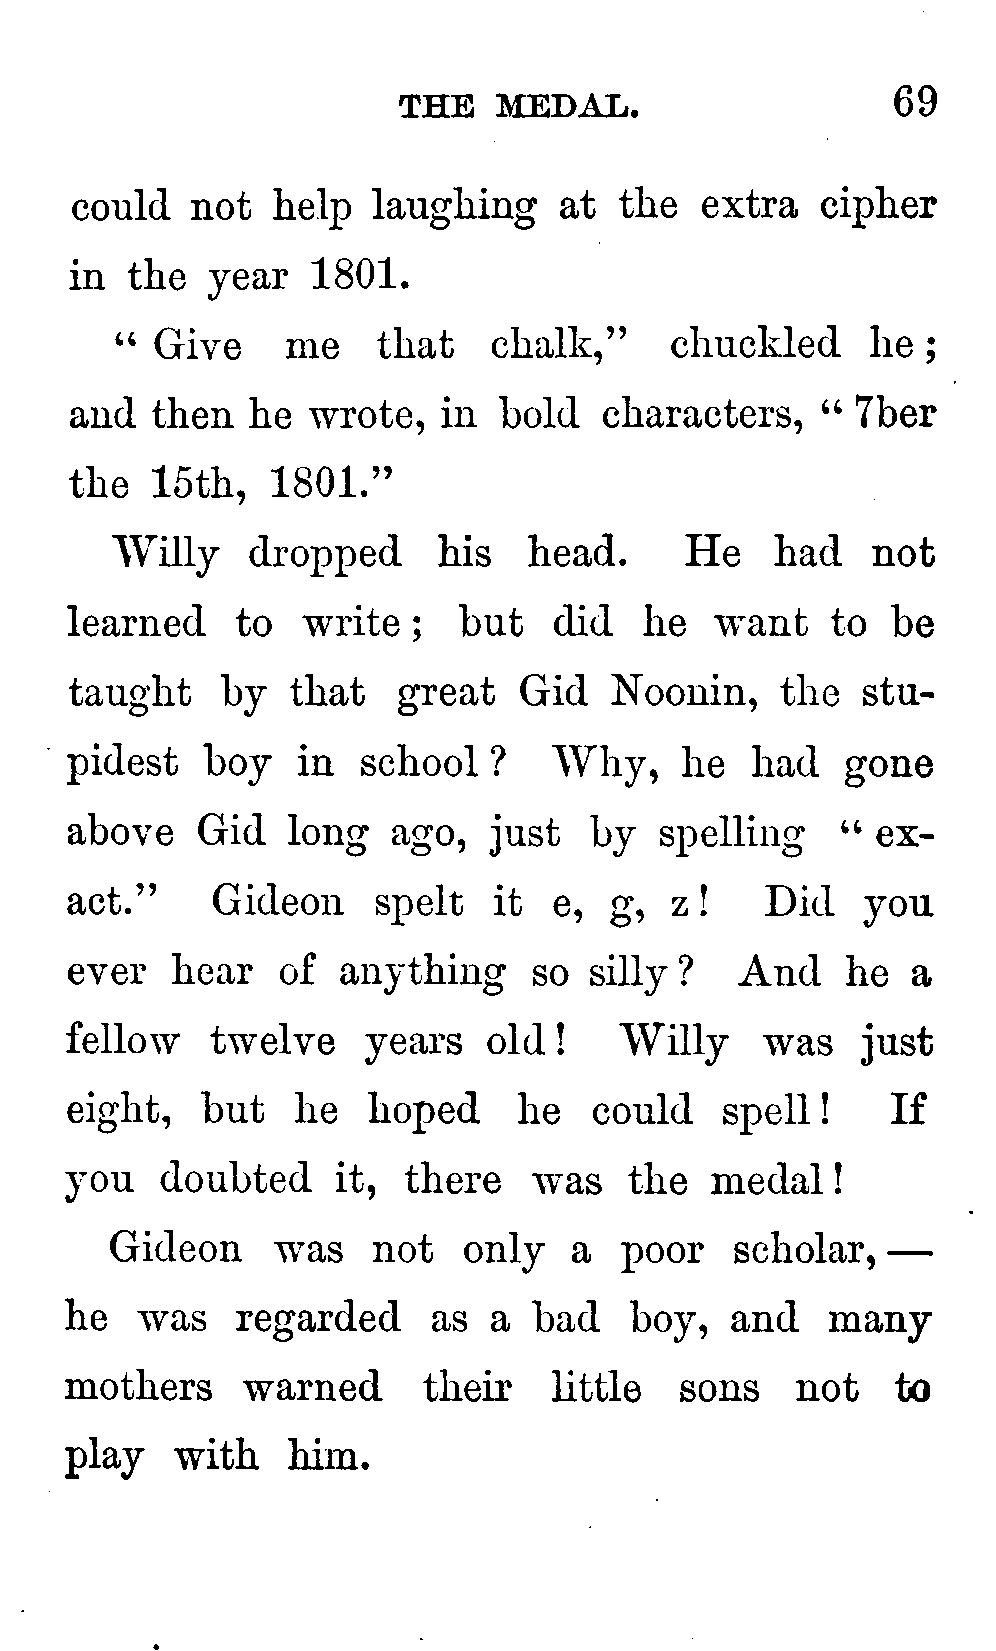 THE MEDAL. 69
could not help laughing at the extra cipher
in the year 1801.
“ Give me that chalk,” chuckled he ;
and then he wrote, in bold characters, “ 7ber
the 15th, 1801.”
Willy dropped his head. He had not
learned to write ; but did he want to be
taught by that great Gid Noonin, the stu-
pidest boy in school ? Why, he had gone
above Gid long ago, just by spelling “ ex-
act.” Gideon spelt it e, g, z ! Did you
ever hear of anything so silly ? And he a
fellow twelve years old ! Willy was just
eight, but he hoped he could spell ! If
you doubted it, there was the medal !
Gideon was not only a poor scholar, —
he was regarded as a bad boy, and many
mothers warned their little sons not to
play with him.